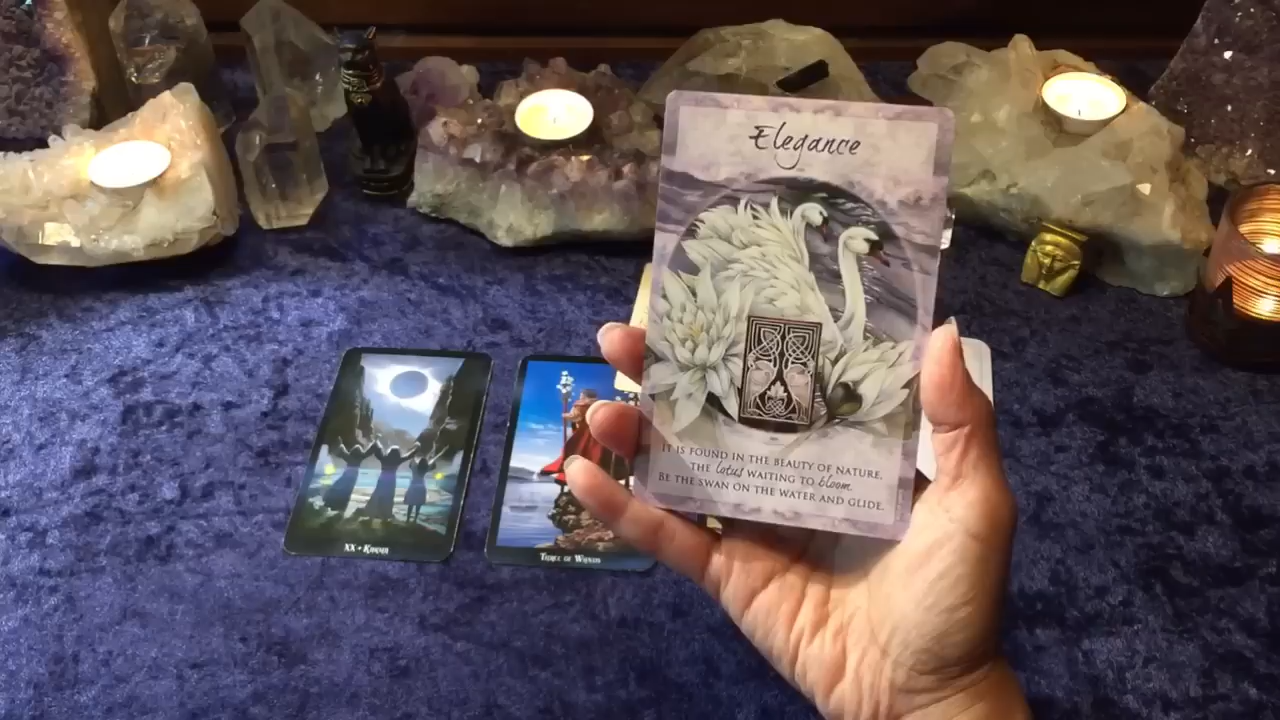 Elegance
IT IS FOUND IN THE BEAUTY OF NATURE,
THE lotus WAITING TO bloom.
BE THE SWAN ON THE WATER AND GLIDE.
XX • KARMA
THREE OF WANDS